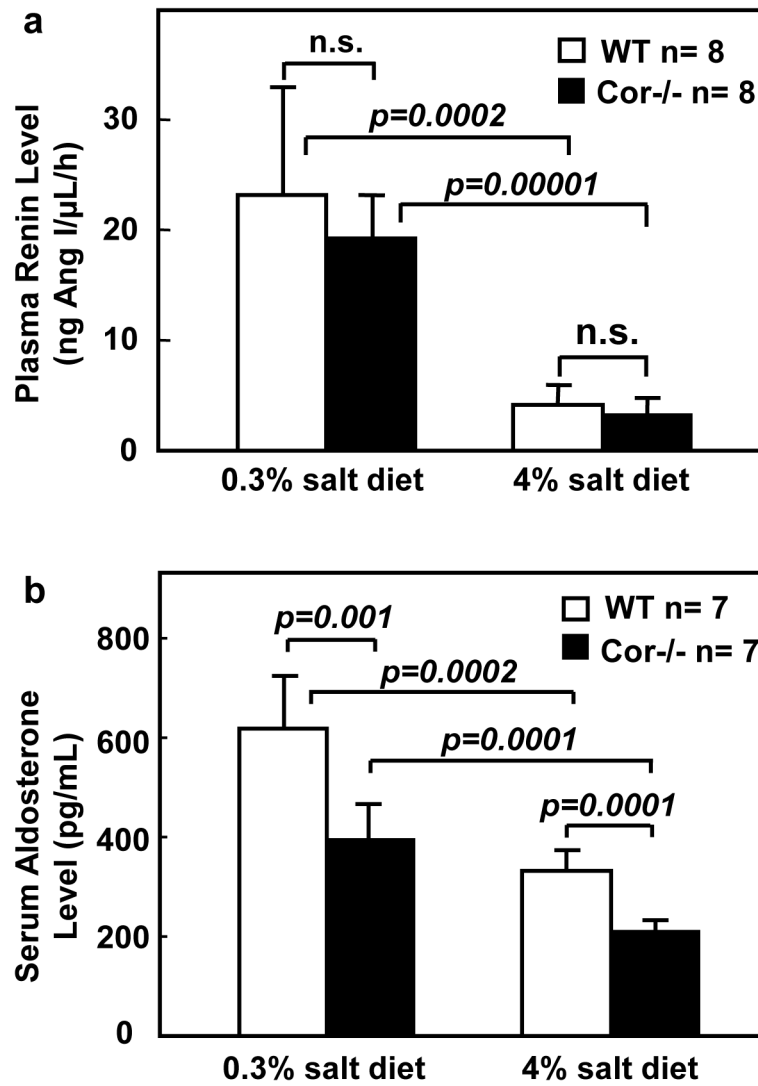 a
n.s.
WT n= 8
Cor-/- n= 8
p=0.0002
p=0.00001
n.s.
30
20
10
0
Plasma Renin Level
(ng Ang I/µL/h)
0.3% salt diet
4% salt diet
b
WT n= 7
Cor-/- n= 7
p=0.001
p=0.0002
p=0.0001
p=0.0001
800
600
400
200
0
Serum Aldosterone
Level (pg/mL)
0.3% salt diet
4% salt diet